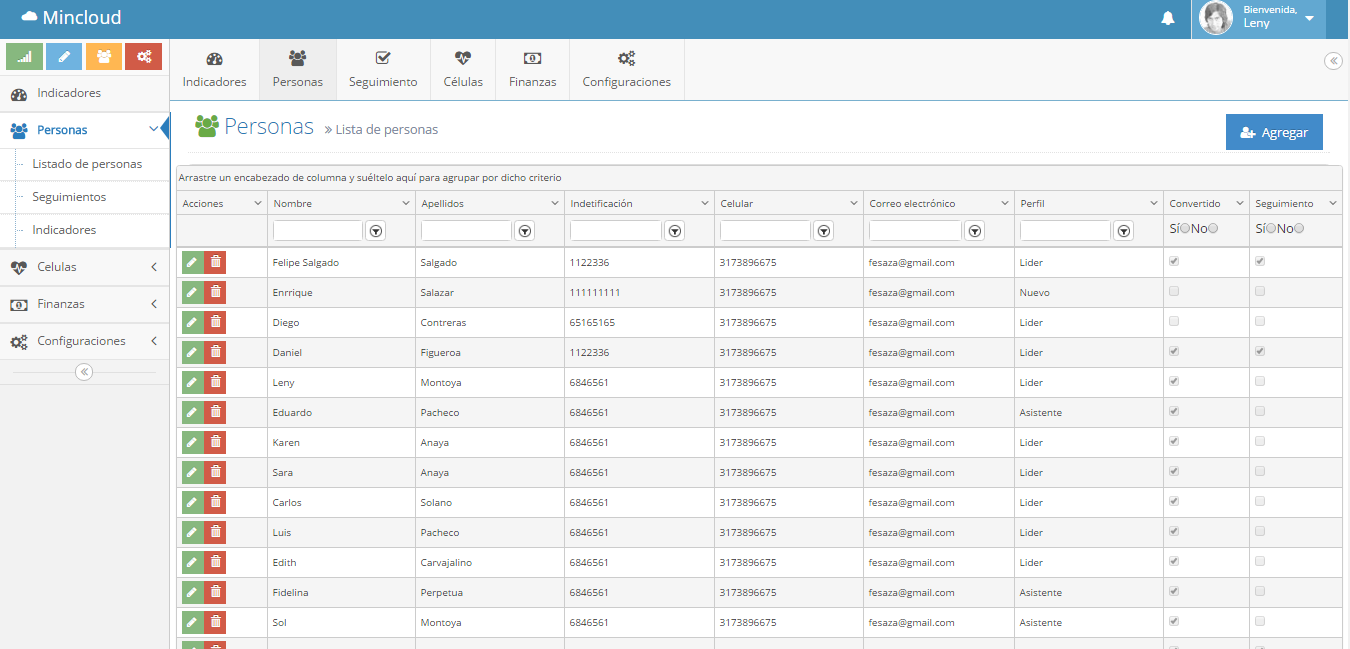 Mincloud
Bienvenida,
Leny
Indicadores
Personas
Seguimiento
Células
Finanzas
Configuraciones
Indicadores
Personas
Listado de personas
Seguimientos
Indicadores
Celulas
Finanzas
Configuraciones
Personas » Lista de personas
Agregar
Arrastre un encabezado de columna y suéltelo aquí para agrupar por dicho criterio
Acciones Nombre Apellidos Indetificación Celular Correo electrónico Perfil Convertido Seguimiento
Sí No Sí No
Felipe Salgado Salgado 1122336 3173896675 fesaza@gmail.com Lider
Enrrique Salazar 111111111 3173896675 fesaza@gmail.com Nuevo
Diego Contreras 65165165 3173896675 fesaza@gmail.com Lider
Daniel Figueroa 1122336 3173896675 fesaza@gmail.com Lider
Leny Montoya 6846561 3173896675 fesaza@gmail.com Lider
Eduardo Pacheco 6846561 3173896675 fesaza@gmail.com Asistente
Karen Anaya 6846561 3173896675 fesaza@gmail.com Lider
Sara Anaya 6846561 3173896675 fesaza@gmail.com Lider
Carlos Solano 6846561 3173896675 fesaza@gmail.com Lider
Luis Pacheco 6846561 3173896675 fesaza@gmail.com Lider
Edith Carvajalino 6846561 3173896675 fesaza@gmail.com Lider
Fidelina Perpetua 6846561 3173896675 fesaza@gmail.com Asistente
Sol Montoya 6846561 3173896675 fesaza@gmail.com Asistente